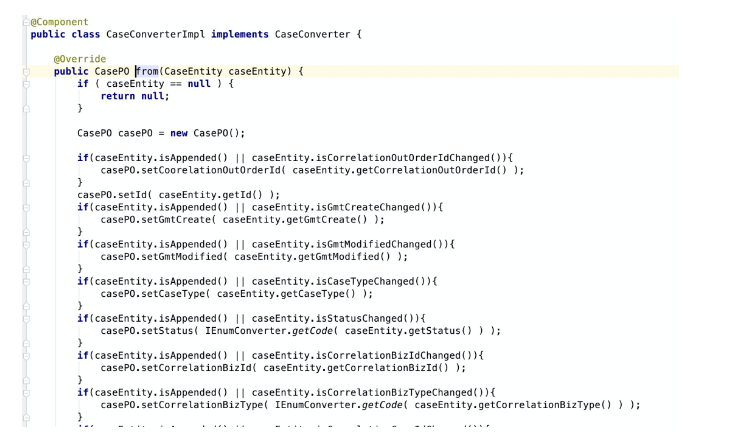 @Component
public class CaseConverterImpl implements CaseConverter {
@Override
public CasePO from(CaseEntity caseEntity) {
if ( caseEntity == null ) {
return null;
}
CasePO casePO = new CasePO();
if(caseEntity.isAppended() || caseEntity.isCorrelationOutOrderIdChanged()){
casePO.setCoorelationOutOrderId( caseEntity.getCorrelationOutOrderId() );
}
casePO.setId( caseEntity.getId() );
if(caseEntity.isAppended() || caseEntity.isGmtCreateChanged()){
casePO.setGmtCreate( caseEntity.getGmtCreate() );
}
if(caseEntity.isAppended() || caseEntity.isGmtModifiedChanged()){
casePO.setGmtModified( caseEntity.getGmtModified() );
}
if(caseEntity.isAppended() || caseEntity.isCaseTypeChanged()){
casePO.setCaseType( caseEntity.getCaseType() );
}
if(caseEntity.isAppended() || caseEntity.isStatusChanged()){
casePO.setStatus( IEnumConverter.getCode( caseEntity.getStatus() ) );
}
if(caseEntity.isAppended() || caseEntity.isCorrelationBizIdChanged()){
casePO.setCorrelationBizId( caseEntity.getCorrelationBizId() );
}
if(caseEntity.isAppended() || caseEntity.isCorrelationBizTypeChanged()){
casePO.setCorrelationBizType( IEnumConverter.getCode( caseEntity.getCorrelationBizType() ) );
}